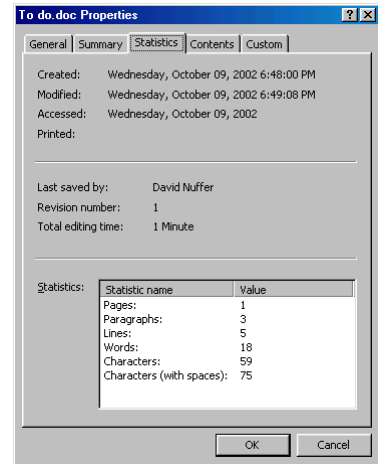 To do.doc Properties
General Summary Statistics Contents Custom
Created: Wednesday, October 09, 2002 6:48:00 PM
Modified: Wednesday, October 09, 2002 6:49:08 PM
Accessed: Wednesday, October 09, 2002
Printed:
Last saved by: David Nuffer
Revision number: 1
Total editing time: 1 Minute
Statistics: Statistic name Value
Pages: 1
Paragraphs: 3
Lines: 5
Words: 18
Characters: 59
Characters (with spaces): 75
OK Cancel